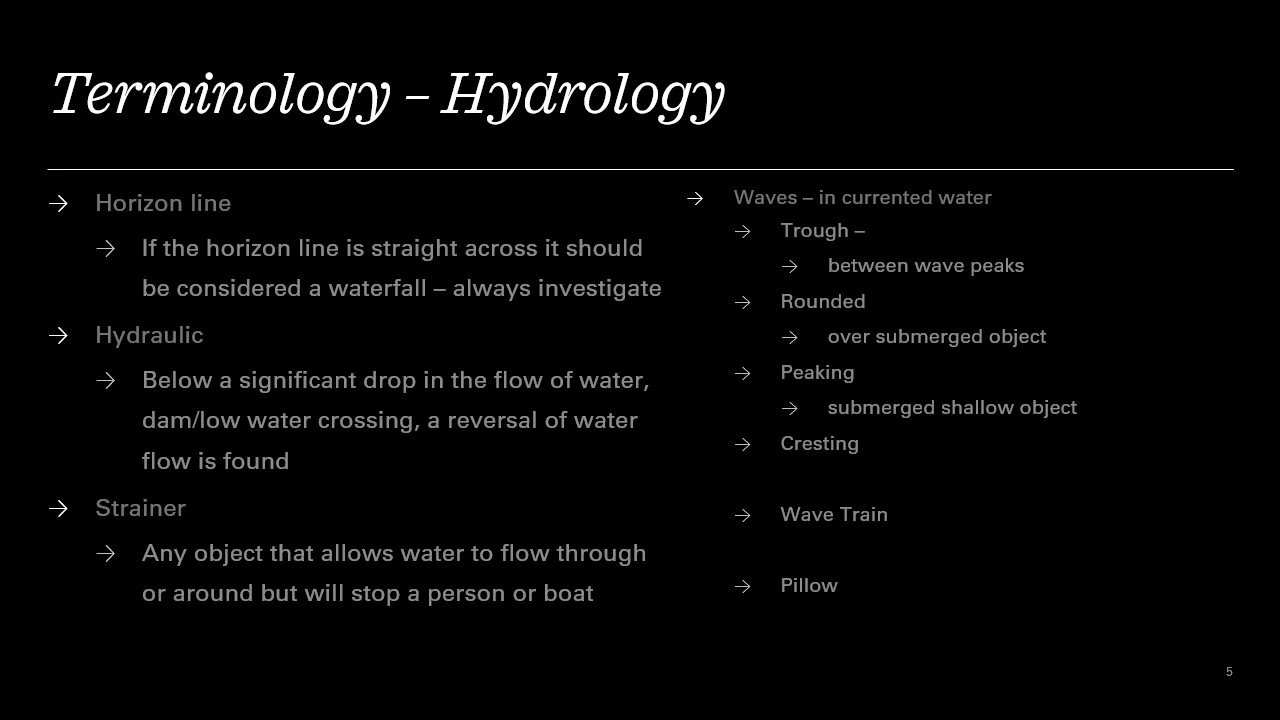 Terminology – Hydrology
→ Horizon line
→ If the horizon line is straight across it should
be considered a waterfall – always investigate
→ Hydraulic
→ Below a significant drop in the flow of water,
dam/low water crossing, a reversal of water
flow is found
→ Strainer
→ Any object that allows water to flow through
or around but will stop a person or boat
→ Waves – in currented water
→ Trough –
→ between wave peaks
→ Rounded
→ over submerged object
→ Peaking
→ submerged shallow object
→ Cresting
→ Wave Train
→ Pillow
5